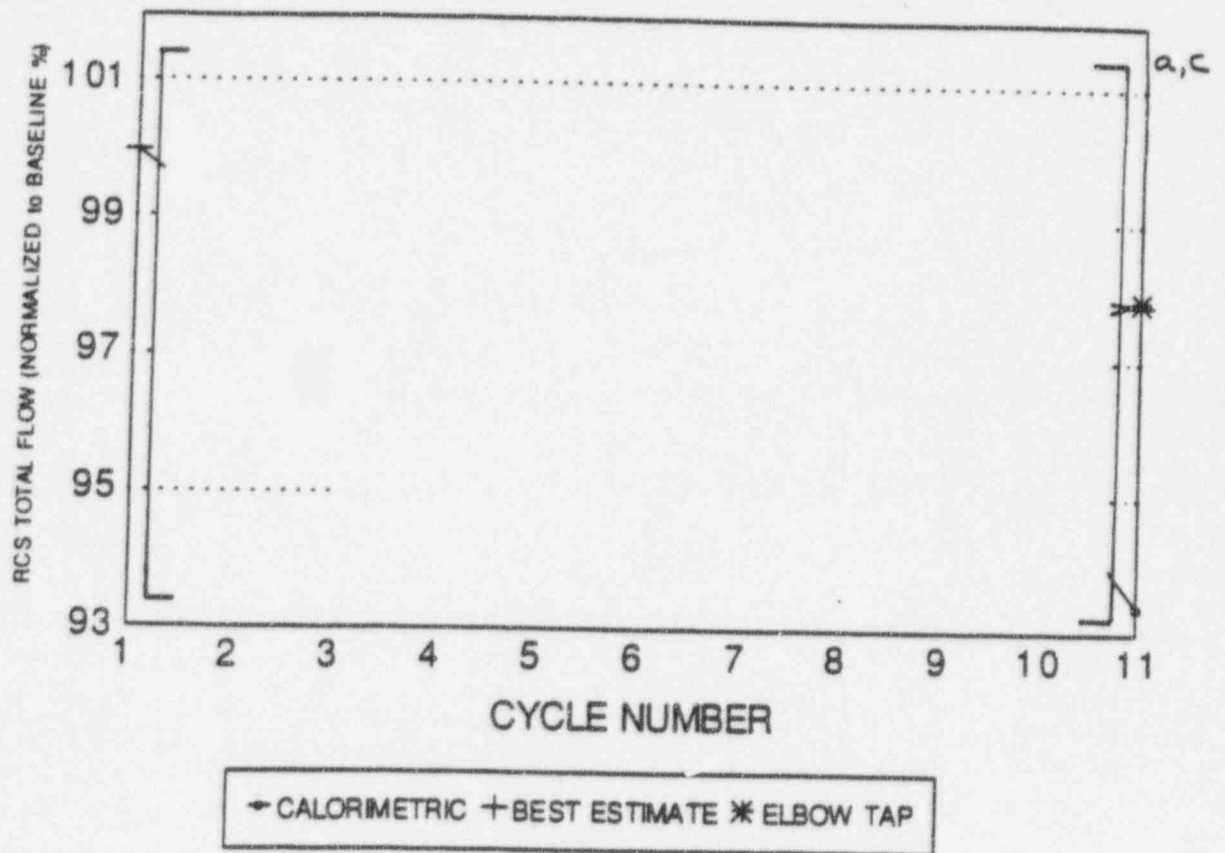 RCS TOTAL FLOW (NORMALIZED to BASELINE %)
101
99
97
95
93
a,c
1 2 3 4 5 6 7 8 9 10 11
CYCLE NUMBER
CALORIMETRIC + BEST ESTIMATE * ELBOW TAP